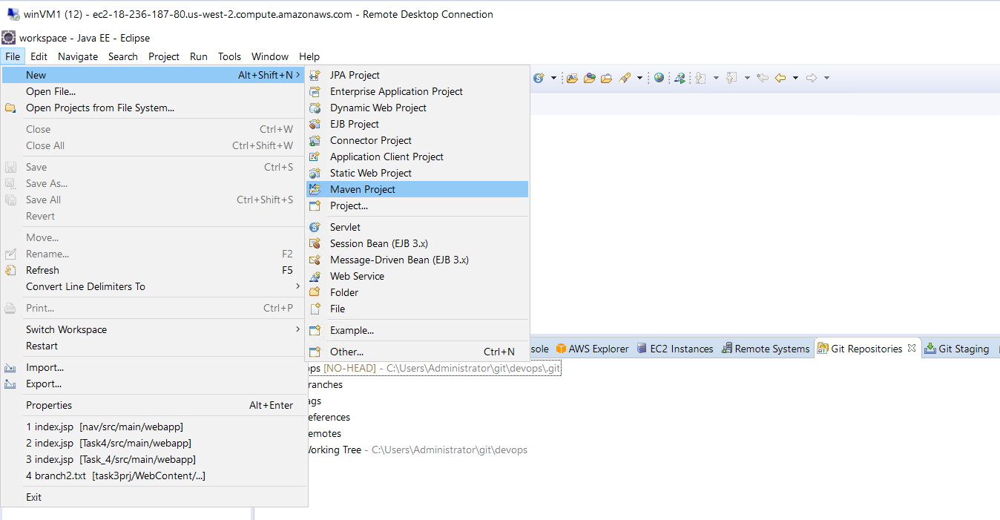 winVM1 (12) - ec2-18-236-187-80.us-west-2.compute.amazonaws.com - Remote Desktop Connection
workspace - Java EE - Eclipse
File Edit Navigate Search Project Run Tools Window Help
New Alt+Shift+N >
Open File...
Open Projects from File System...
Close Ctrl+W
Close All Ctrl+Shift+W
Save Ctrl+S
Save As...
Save All Ctrl+Shift+S
Revert
Move...
Rename... F2
Refresh F5
Convert Line Delimiters To >
Print... Ctrl+P
Switch Workspace >
Restart
Import...
Export...
Properties Alt+Enter
1 index.jsp [nav/src/main/webapp]
2 index.jsp [Task4/src/main/webapp]
3 index.jsp [Task_4/src/main/webapp]
4 branch2.txt [task3prj/WebContent/...]
Exit
JPA Project
Enterprise Application Project
Dynamic Web Project
EJB Project
Connector Project
Application Client Project
Static Web Project
Maven Project
Project...
Servlet
Session Bean (EJB 3.x)
Message-Driven Bean (EJB 3.x)
Web Service
Folder
File
Example...
Other... Ctrl+N
sole AWS Explorer EC2 Instances Remote Systems Git Repositories Git Staging
ops [NO-HEAD] - C:\Users\Administrator\git\devops\.git
ranches
ags
eferences
emotes
Working Tree - C:\Users\Administrator\git\devops